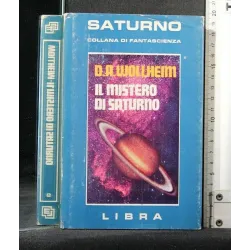 SATURNO
COLLANA DI FANTASCIENZA
D.A. WOLLHEIM
IL MISTERO
DI SATURNO
LIBRA
WOLLHEIM IL MISTERO DI SATURNO